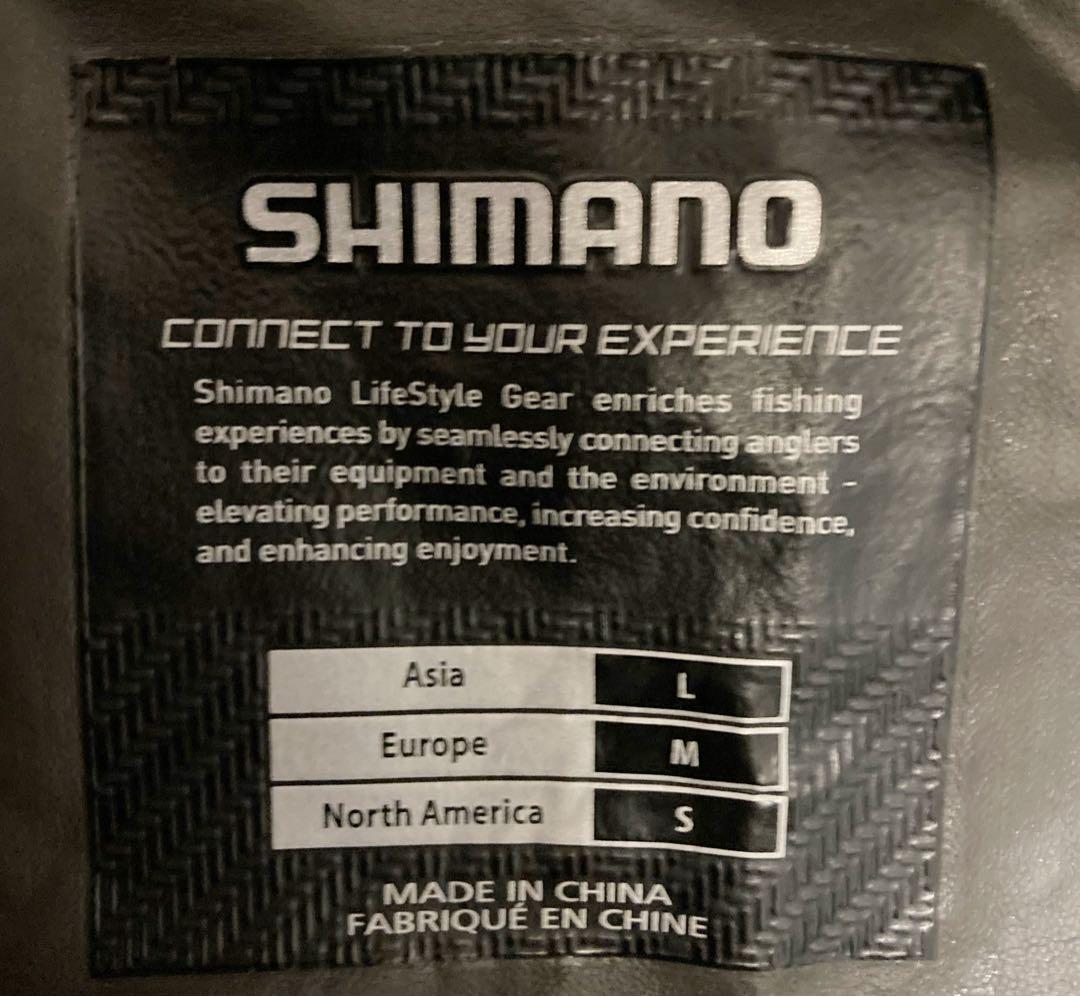 SHIMANO
CONNECT TO YOUR EXPERIENCE
Shimano LifeStyle Gear enriches fishing
experiences by seamlessly connecting anglers
to their equipment and the environment -
elevating performance, increasing confidence,
and enhancing enjoyment.
Asia L
Europe M
North America S
MADE IN CHINA
FABRIQUÉ EN CHINE